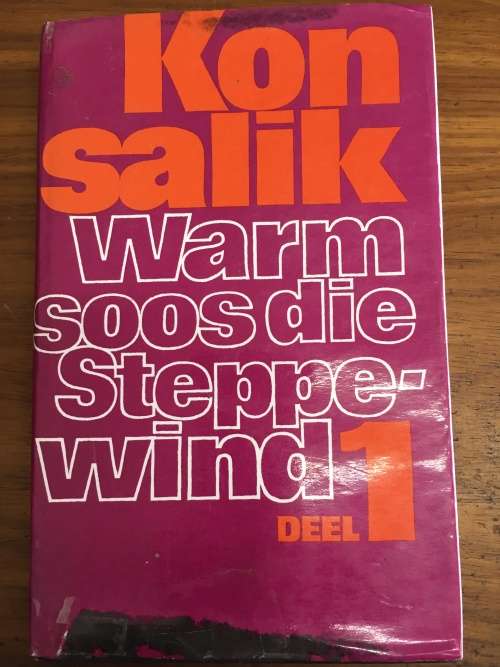 Kon
salik
Warm
soos die
Steppe-
wind
DEEL 1